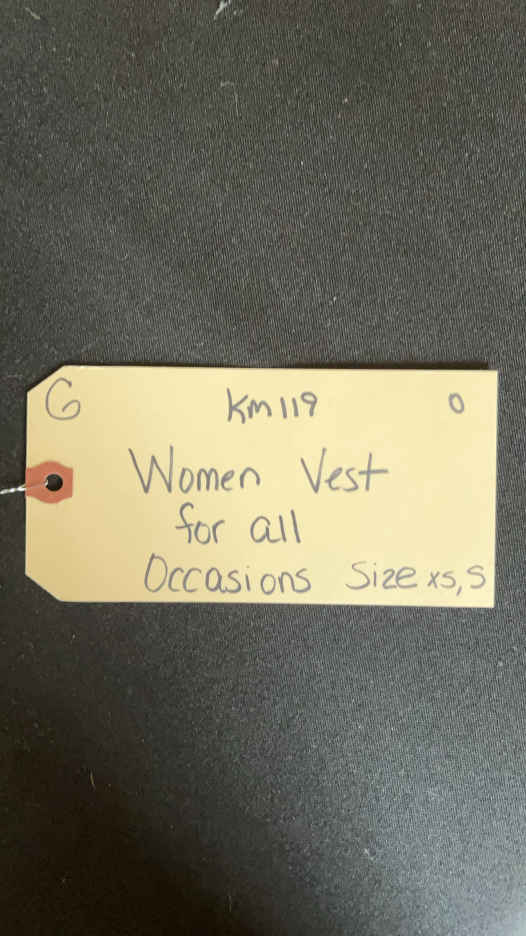 G Km119 0
Women Vest
for all
Occasions Size xs, S